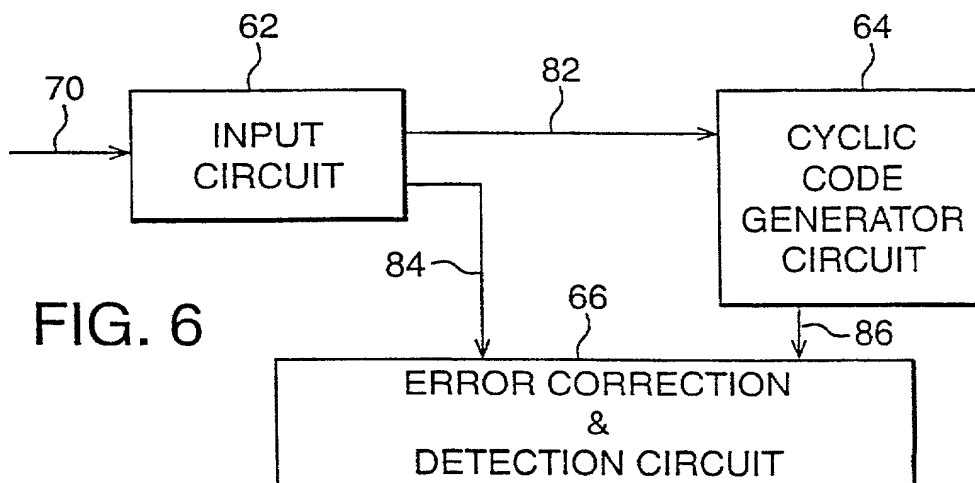 62
64
70
82
INPUT
CIRCUIT
CYCLIC
CODE
GENERATOR
CIRCUIT
84
66
86
FIG. 6
ERROR CORRECTION
&
DETECTION CIRCUIT